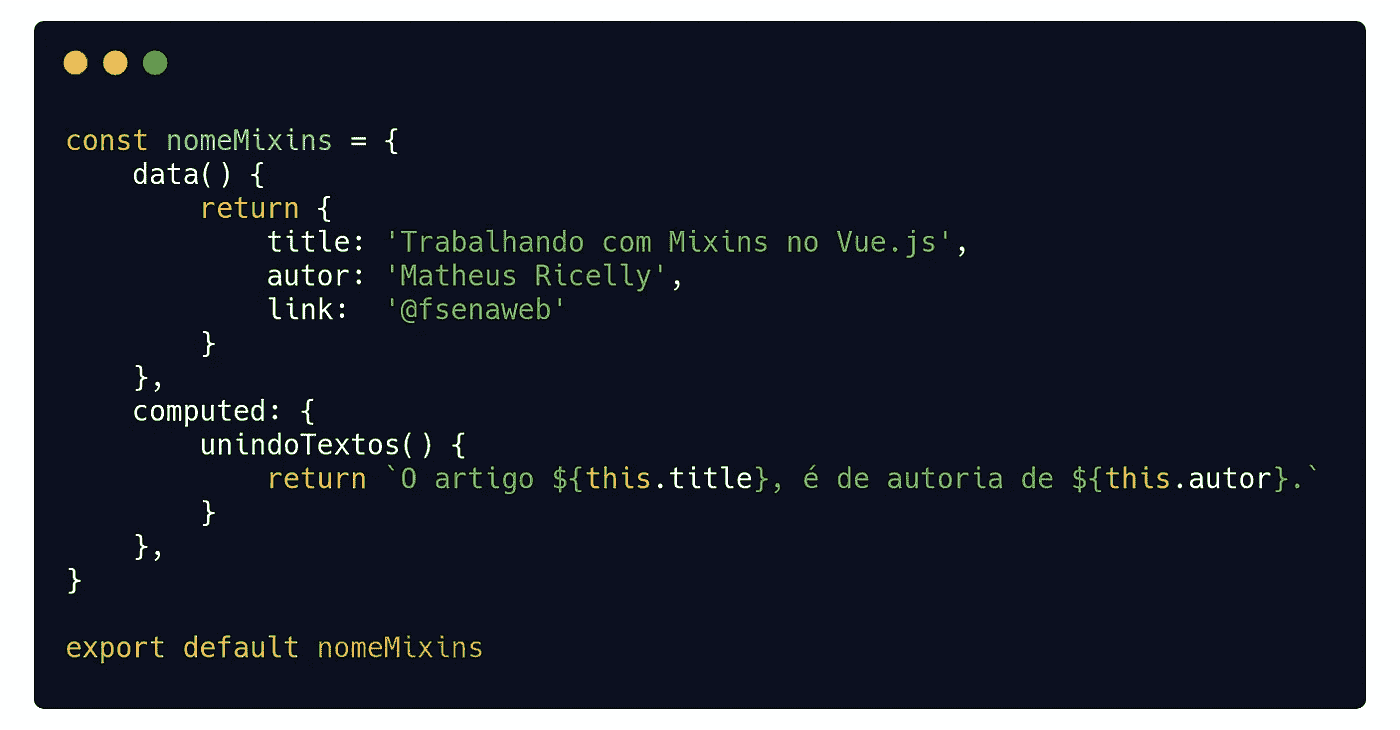 const nomeMixins = {
    data() {
        return {
            title: 'Trabalhando com Mixins no Vue.js',
            autor: 'Matheus Ricelly',
            link:  '@fsenaweb'
        }
    },
    computed: {
        unindoTextos() {
            return `O artigo ${this.title}, é de autoria de ${this.autor}.`
        }
    },
}
export default nomeMixins